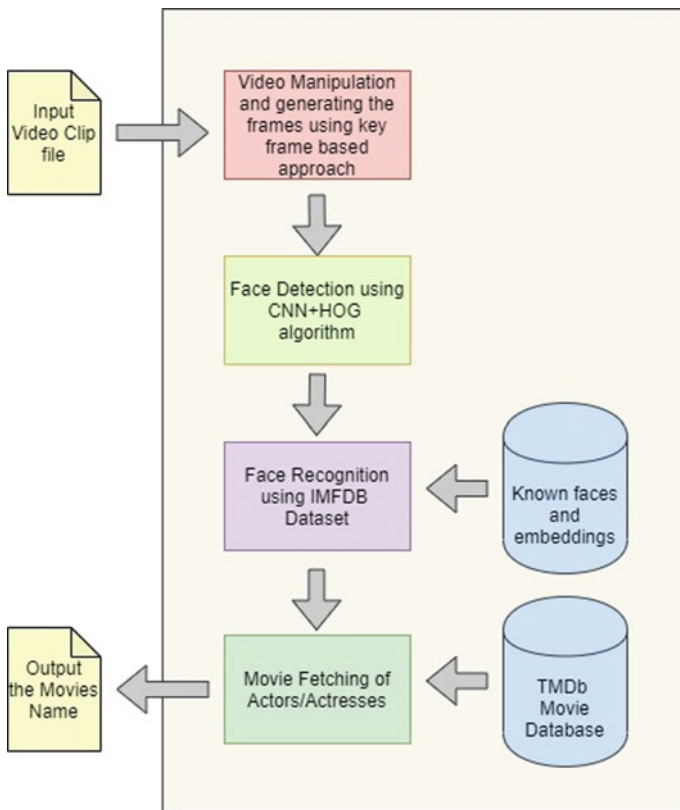 Input
Video Clip
file
Video Manipulation
and generating the
frames using key
frame based
approach
Face Detection using
CNN+HOG
algorithm
Face Recognition
using IMFDB
Dataset
Known faces
and
embeddings
Movie Fetching of
Actors/Actresses
TMDb
Movie
Database
Output
the Movies
Name